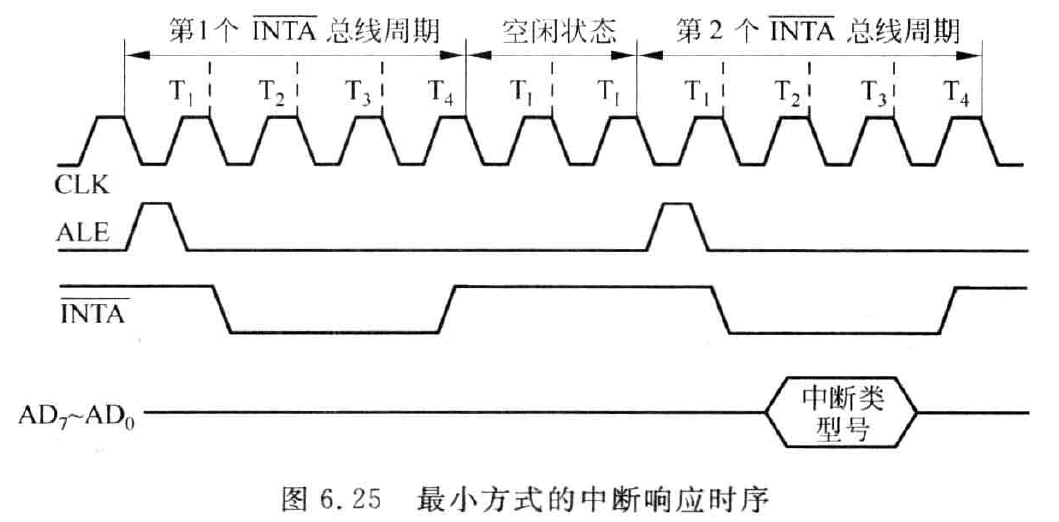 第1个 INTA 总线周期 空闲状态 第2个 INTA 总线周期
T1 T2 T3 T4 TI TI T1 T2 T3 T4
CLK
ALE
INTA
AD7~AD0
中断类
型号
图 6.25 最小方式的中断响应时序